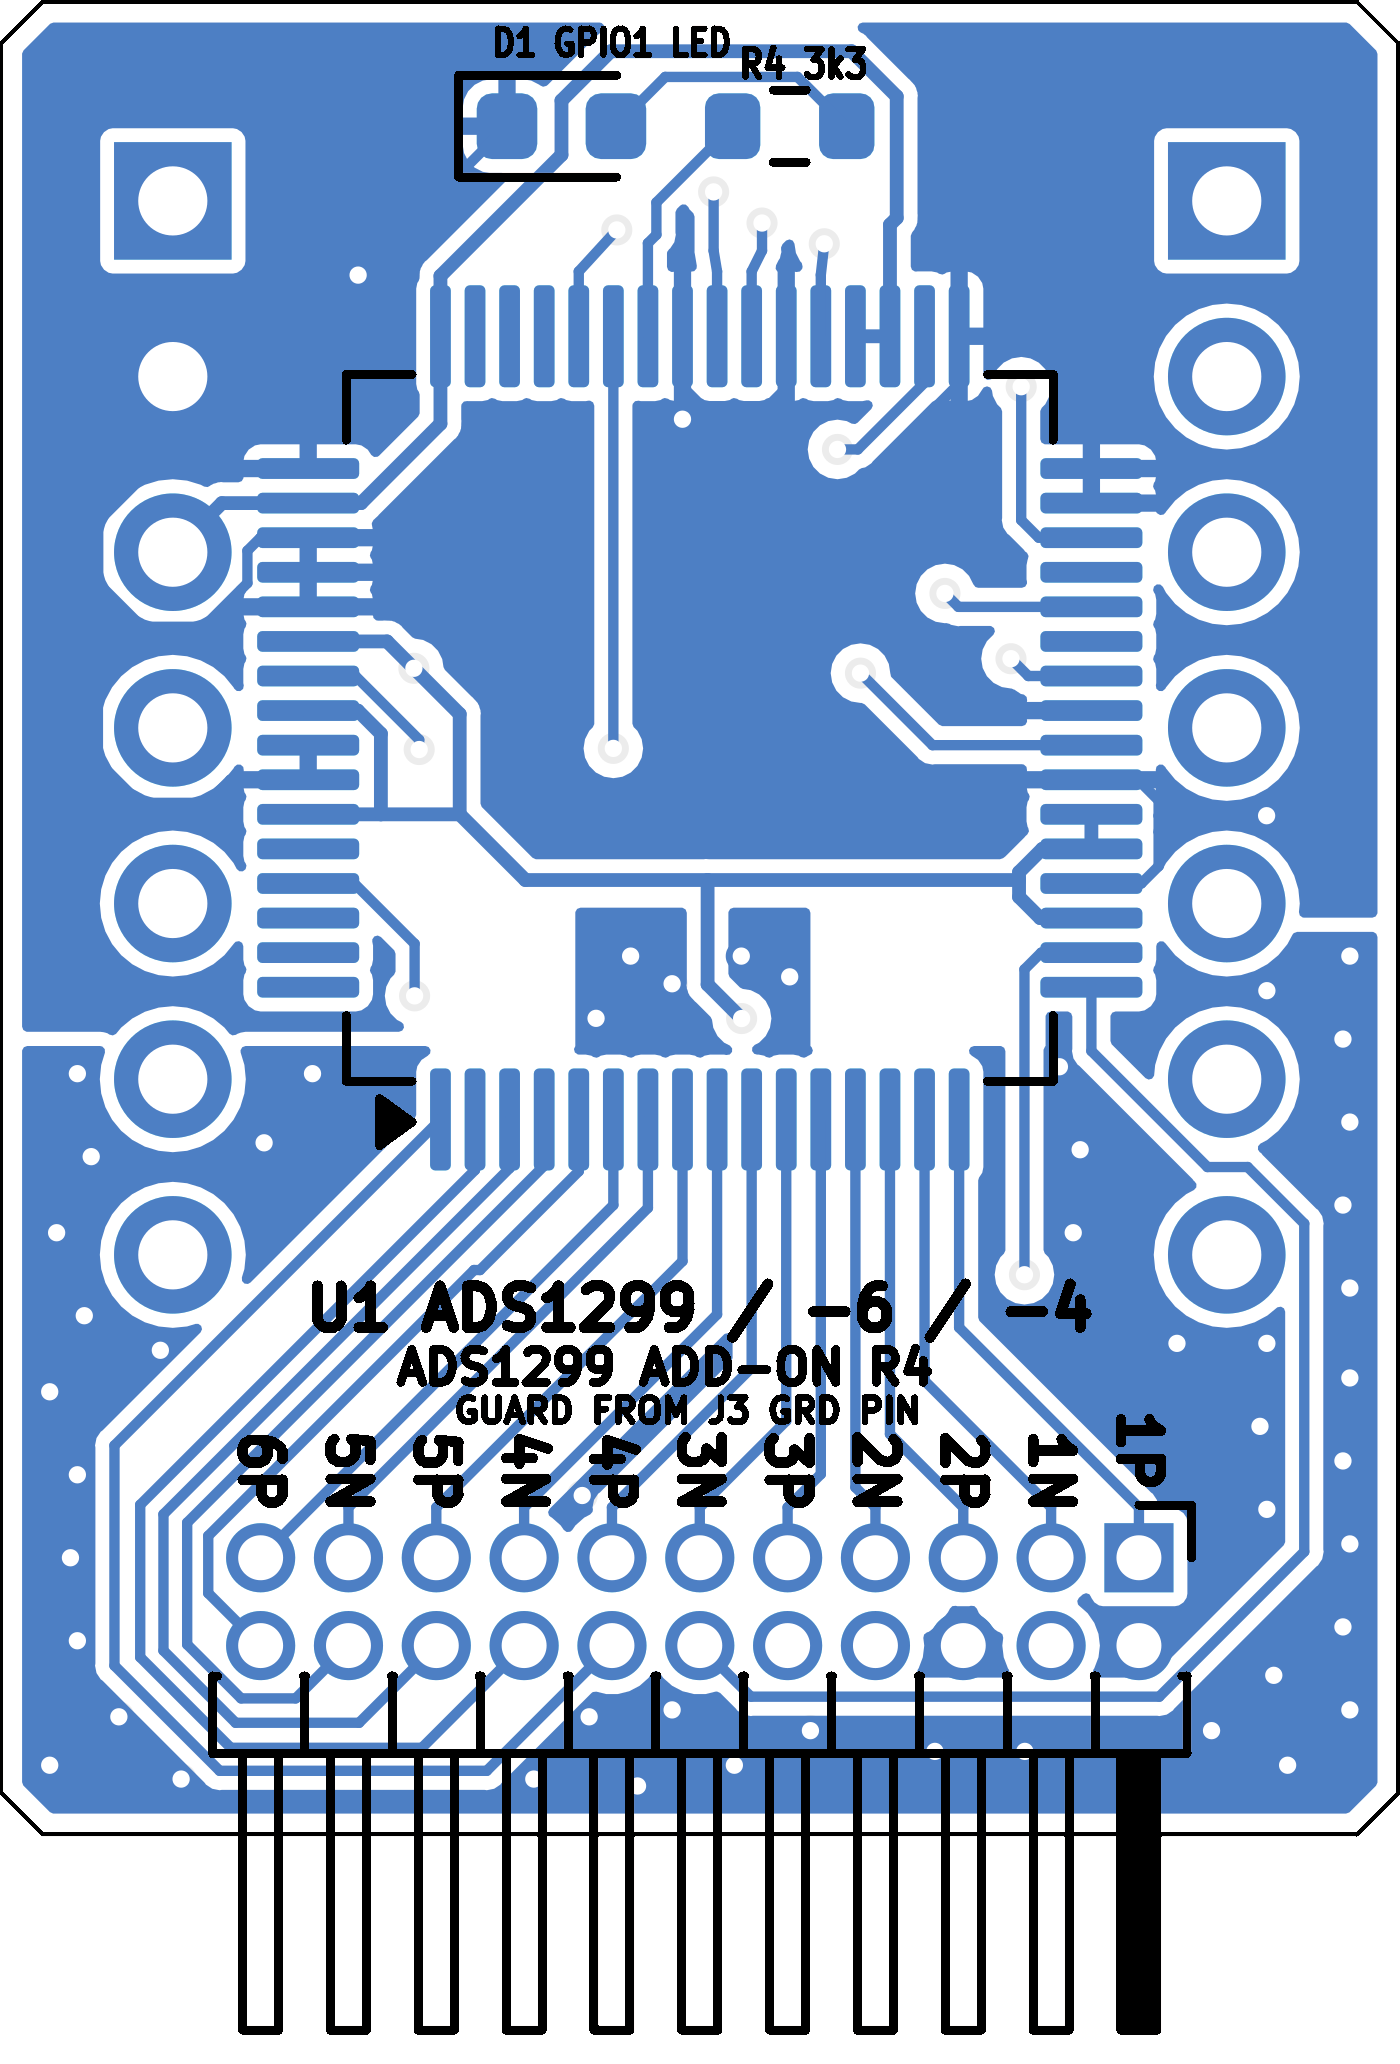 D1 GPIO1 LED
R4 3k3
U1 ADS1299 / -6 / -4
ADS1299 ADD-ON R4
GUARD FROM J3 GRD PIN
6P 5N 5P 4N 4P 3N 3P 2N 2P 1N 1P